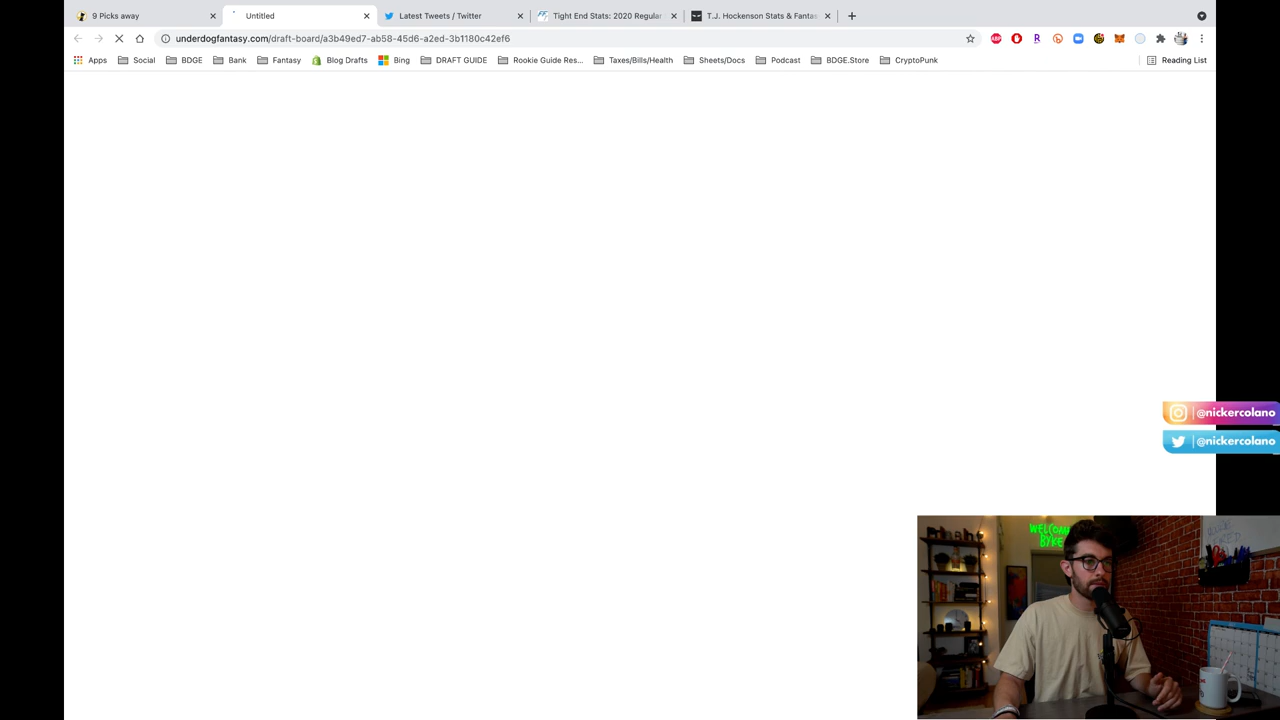 9 Picks away
Untitled
Latest Tweets / Twitter
Tight End Stats: 2020 Regular
T.J. Hockenson Stats & Fantas
underdogfantasy.com/draft-board/a3b49ed7-ab58-45d6-a2ed-3b1180c42ef6
Apps Social BDGE Bank Fantasy Blog Drafts Bing DRAFT GUIDE Rookie Guide Res... Taxes/Bills/Health Sheets/Docs Podcast BDGE.Store CryptoPunk Reading List
@nickercolano
@nickercolano